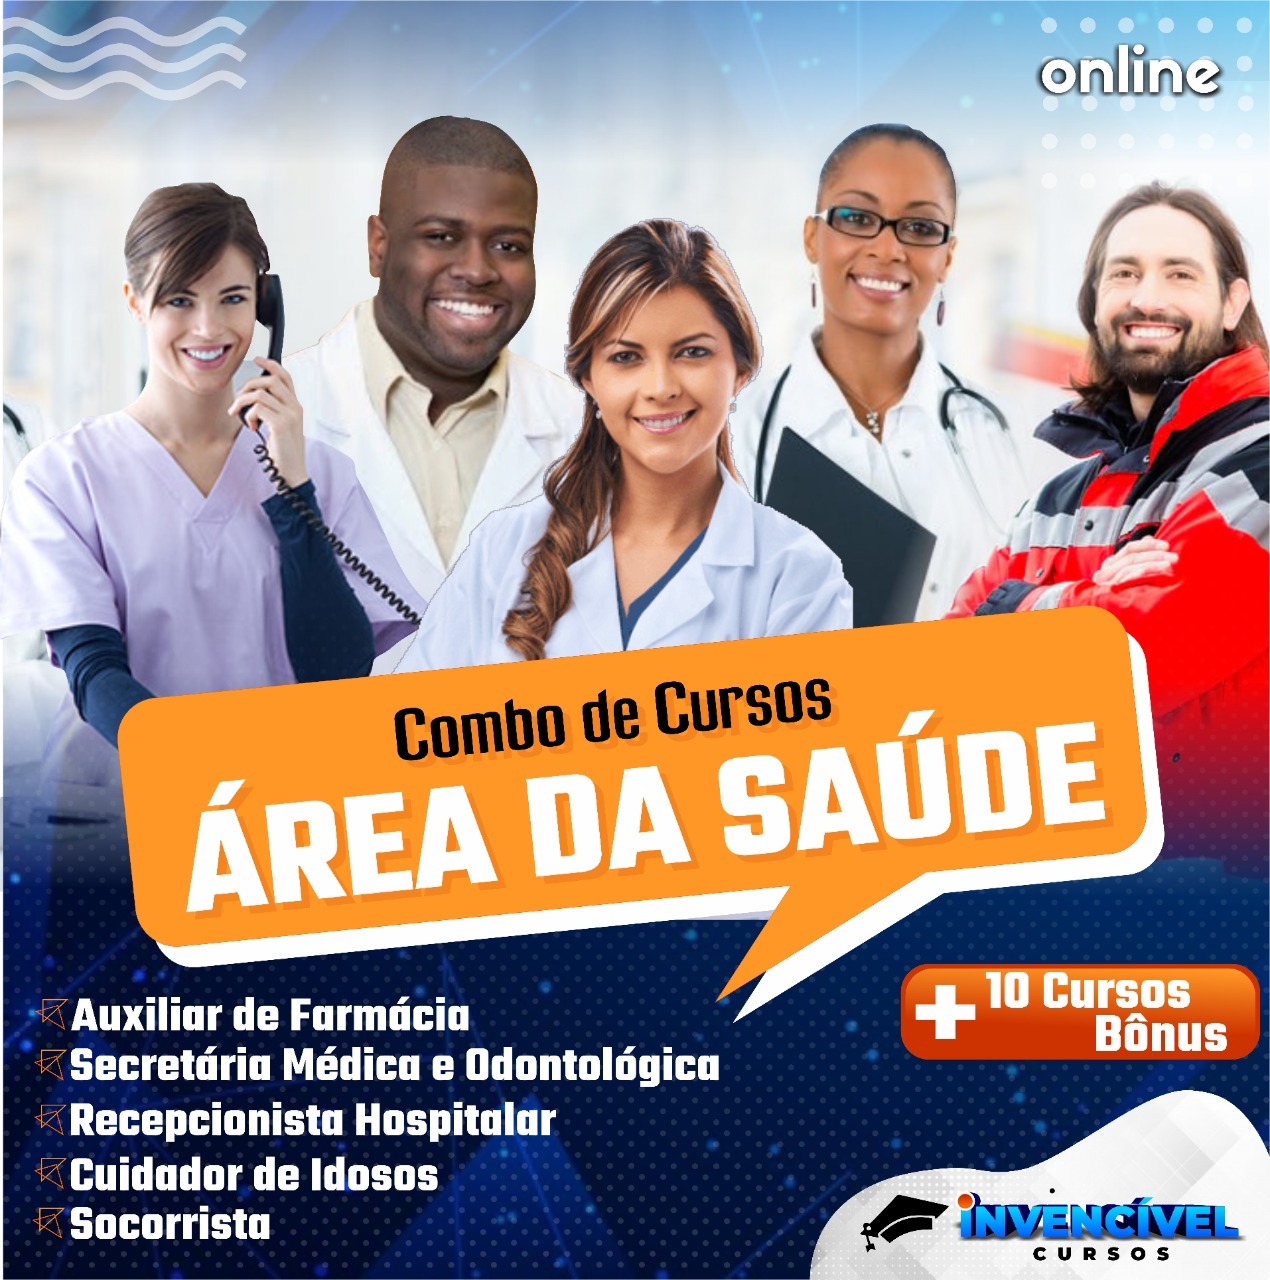 online
Combo de Cursos
ÁREA DA SAÚDE
Auxiliar de Farmácia
Secretária Médica e Odontológica
Recepcionista Hospitalar
Cuidador de Idosos
Socorrista
+ 10 Cursos
Bônus
INVENCÍVEL
CURSOS